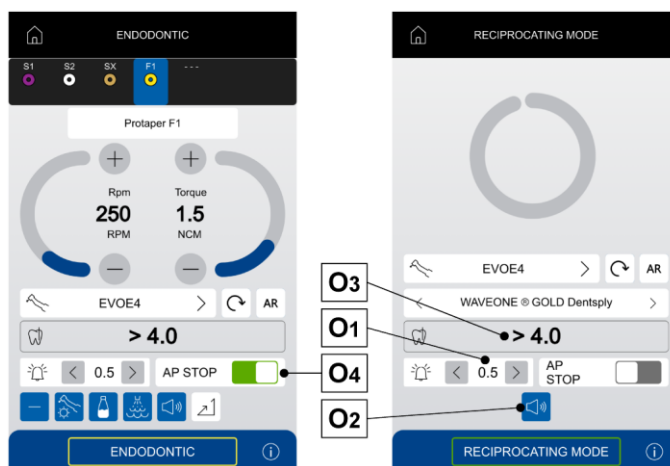 ENDODONTIC
S1 S2 SX F1 ---
Protaper F1
Rpm Torque
250 1.5
RPM NCM
EVOE4 AR
> 4.0
0.5 AP STOP
ENDODONTIC
O3
O1
O4
O2
RECIPROCATING MODE
EVOE4 AR
WAVEONE ® GOLD Dentsply
> 4.0
0.5 AP
STOP
RECIPROCATING MODE